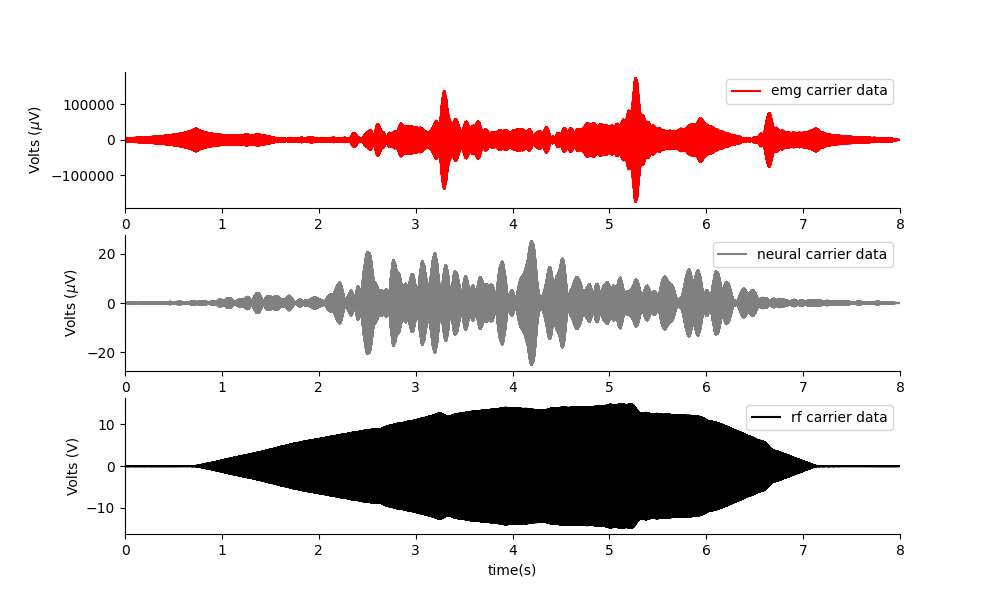 emg carrier data
Volts (μV)
100000
0
−100000
0 1 2 3 4 5 6 7 8
neural carrier data
Volts (μV)
20
0
−20
0 1 2 3 4 5 6 7 8
rf carrier data
Volts (V)
10
0
−10
0 1 2 3 4 5 6 7 8
time(s)